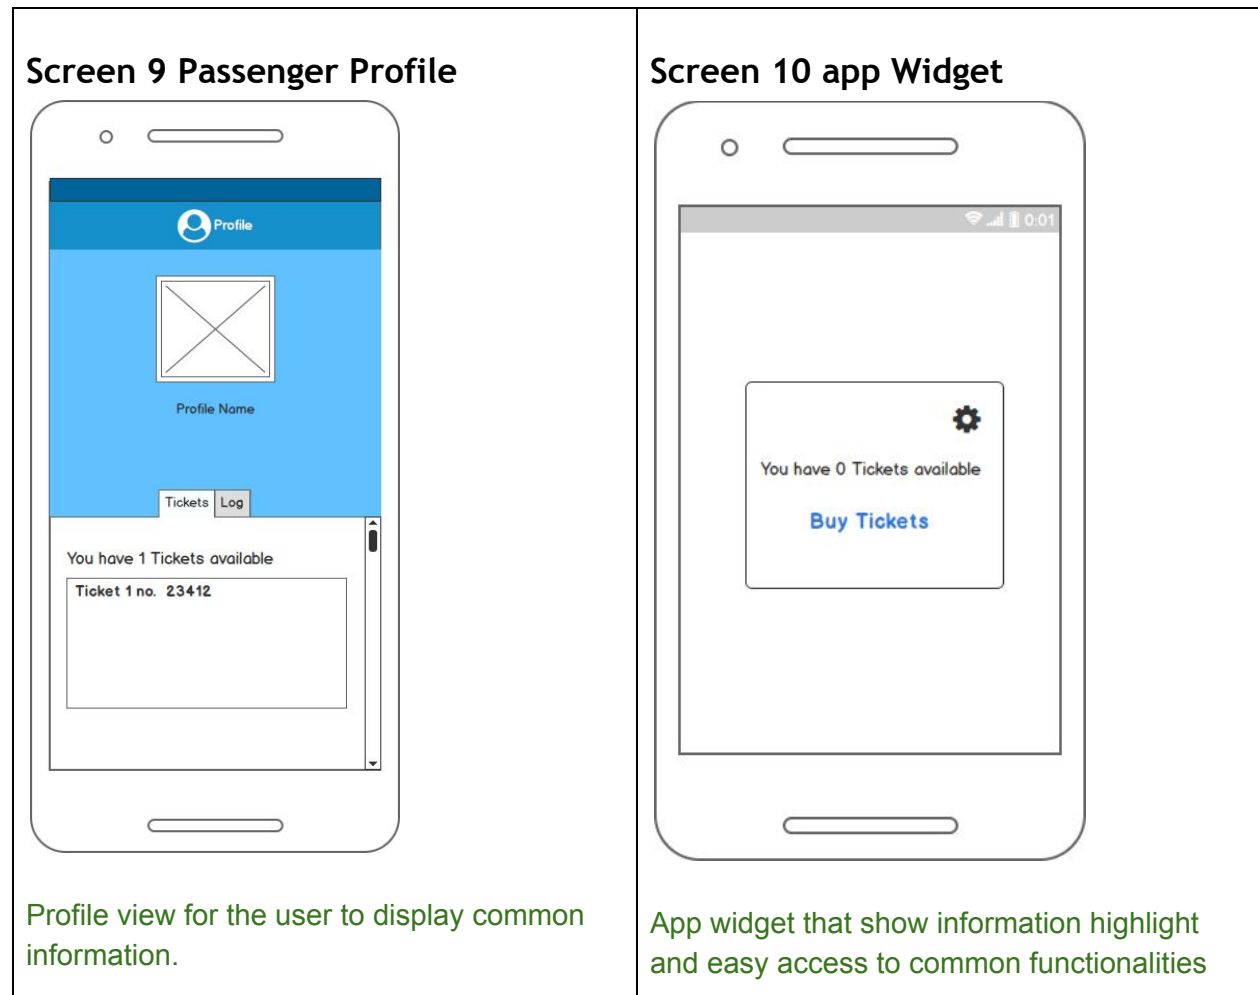 Screen 9 Passenger Profile
Profile
Profile Name
Tickets Log
You have 1 Tickets available
Ticket 1 no. 23412
Profile view for the user to display common
information.
Screen 10 app Widget
0:01
You have 0 Tickets available
Buy Tickets
App widget that show information highlight
and easy access to common functionalities